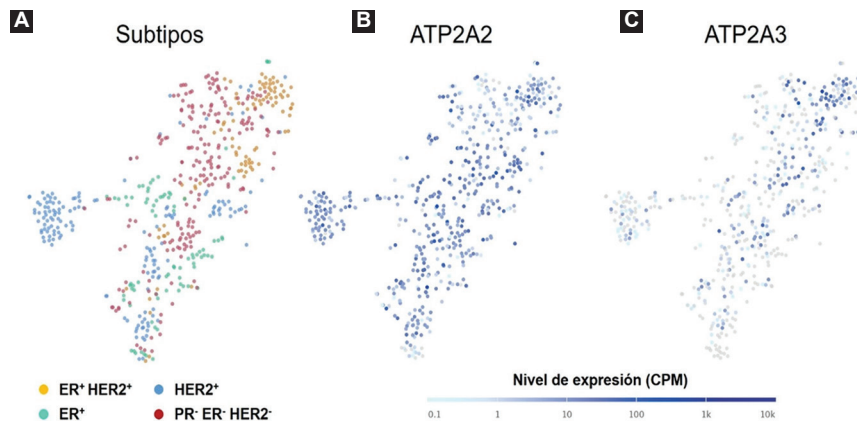 A
Subtipos
B
ATP2A2
C
ATP2A3
ER⁺ HER2⁺
HER2⁺
ER⁺
PR⁻ ER⁻ HER2⁻
Nivel de expresión (CPM)
0.1 1 10 100 1k 10k